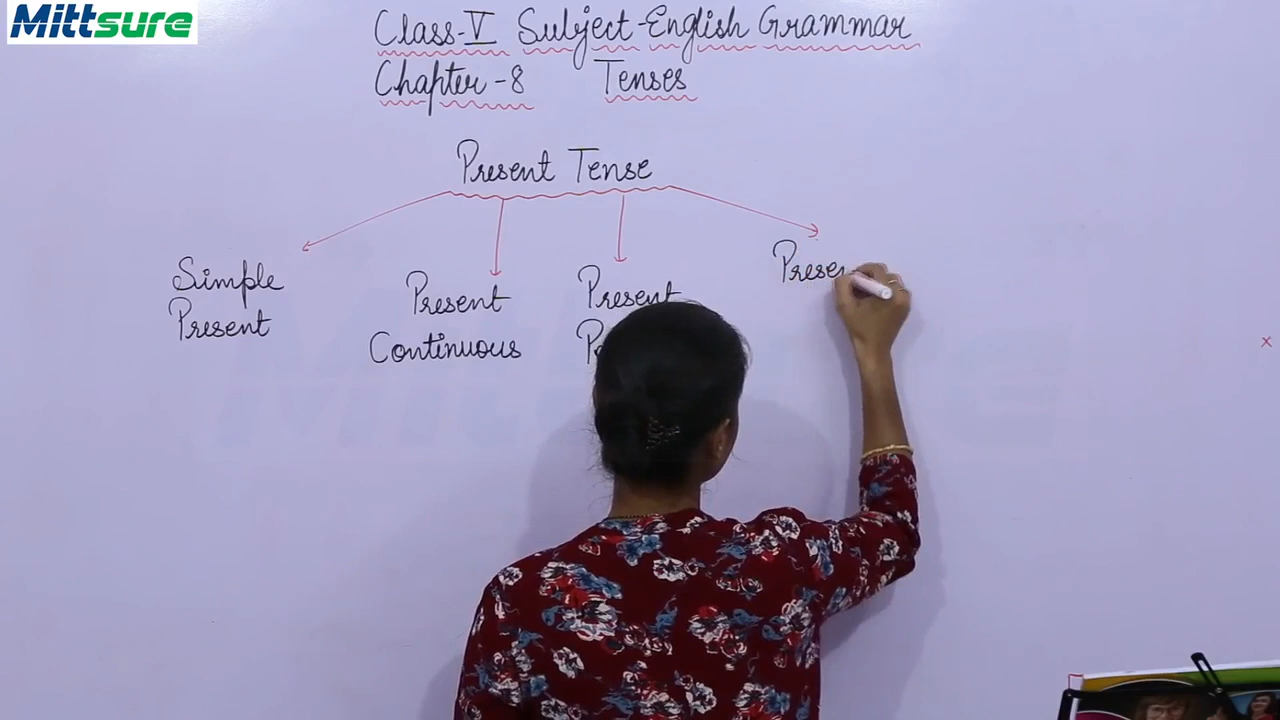 Mittsure
Class-V Subject-English Grammar
Chapter-8 Tenses
Present Tense
Simple
Present
Present
Continuous
Present
Prese
x